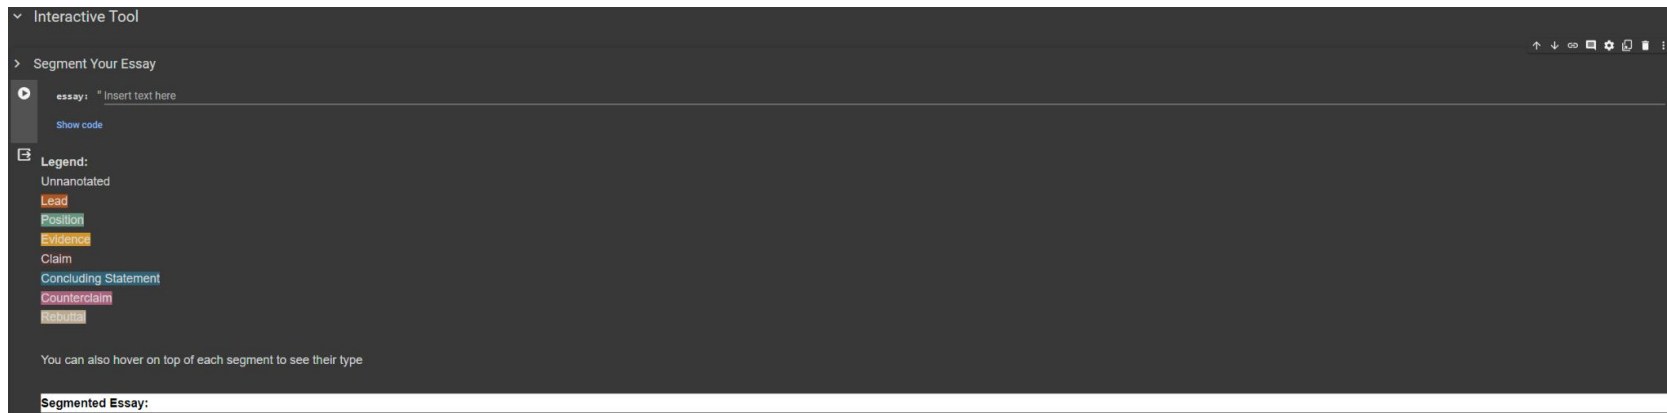 Interactive Tool
Segment Your Essay
essay: " Insert text here
Show code
Legend:
Unnanotated
Lead
Position
Evidence
Claim
Concluding Statement
Counterclaim
Rebuttal
You can also hover on top of each segment to see their type
Segmented Essay: